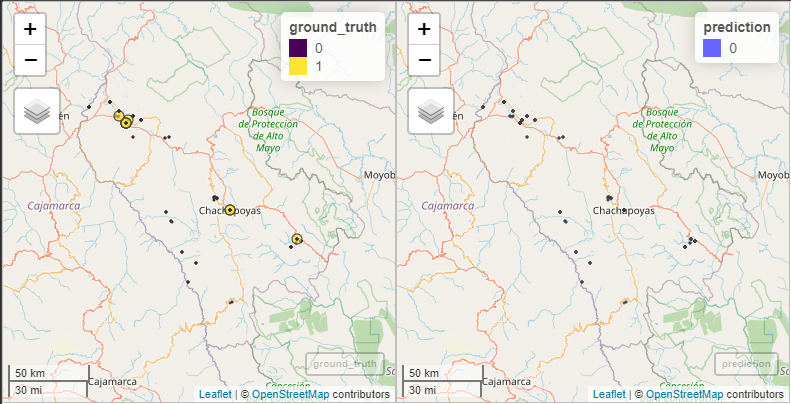 +
−
ground_truth
0
1
én
Bosque
de Protección
de Alto
Mayo
Moyob
Cajamarca
Chachapoyas
50 km
30 mi
ground_truth
Cajamarca
Cancesión
Leaflet | © OpenStreetMap contributors
+
−
prediction
0
én
Bosque
de Protección
de Alto
Mayo
Moyob
Cajamarca
Chachapoyas
50 km
30 mi
prediction
Cajamarca
Leaflet | © OpenStreetMap contributors